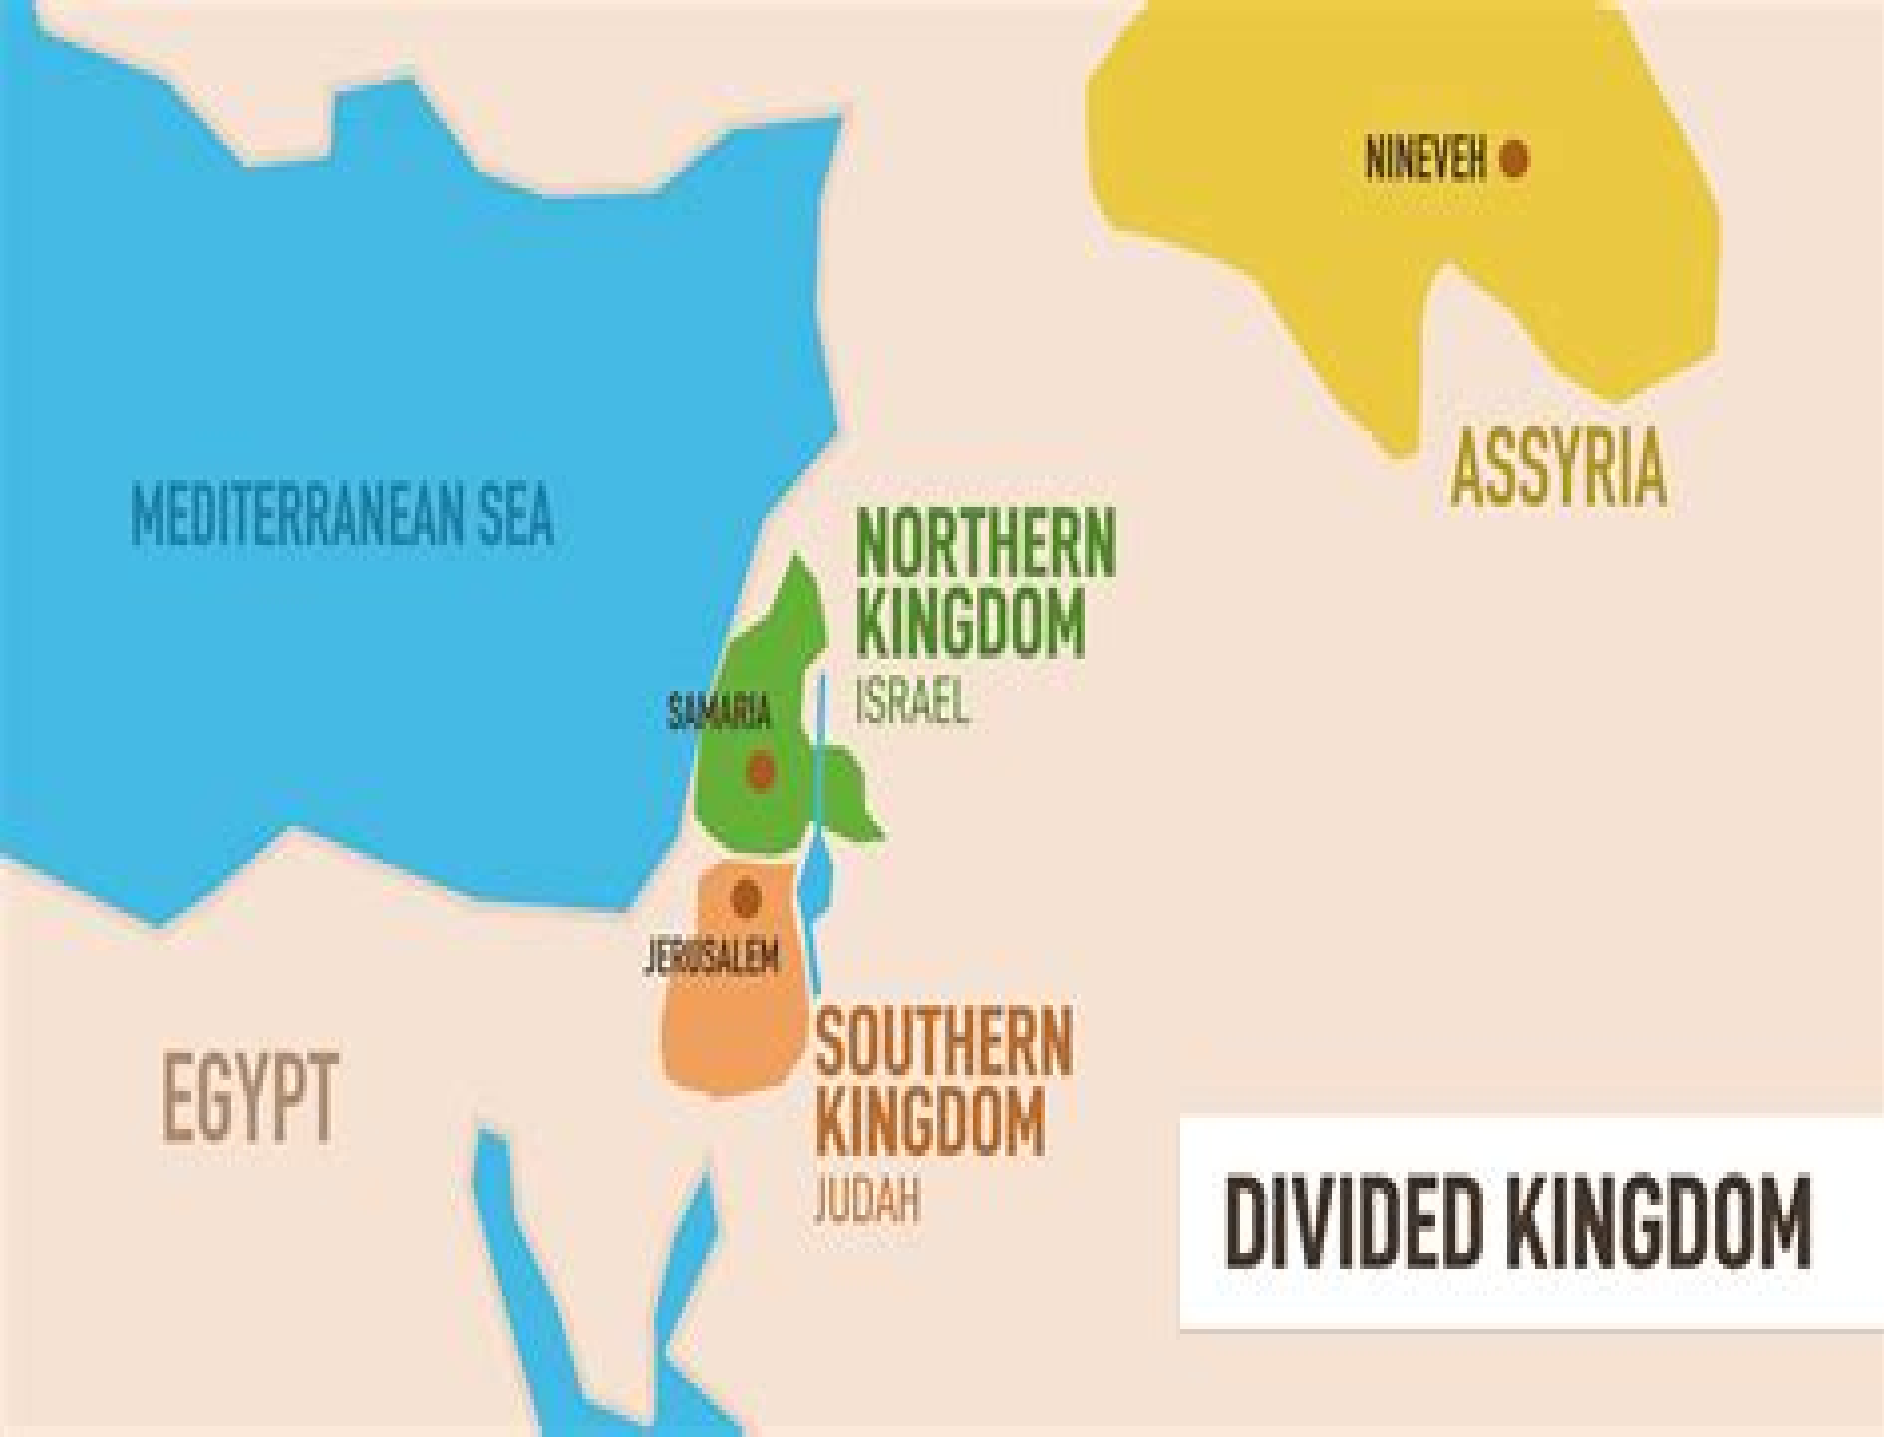 NINEVEH
ASSYRIA
MEDITERRANEAN SEA
NORTHERN
KINGDOM
ISRAEL
SAMARIA
JERUSALEM
SOUTHERN
KINGDOM
JUDAH
EGYPT
DIVIDED KINGDOM